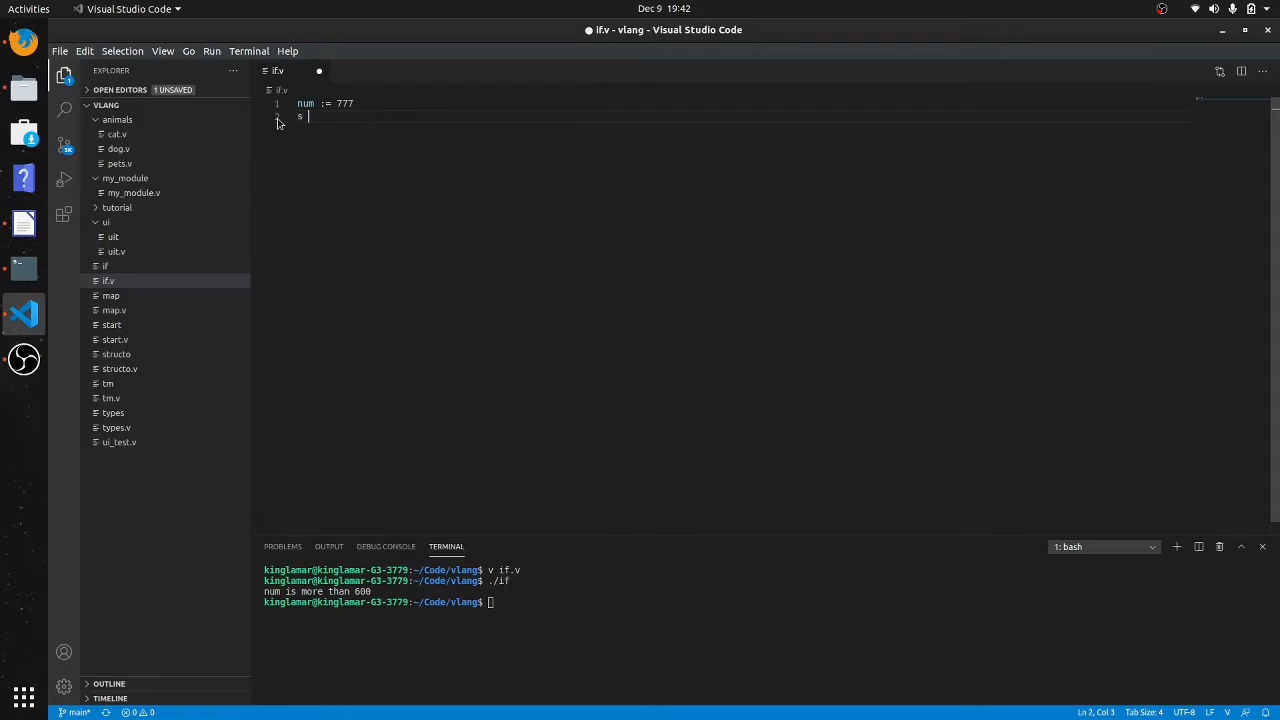 Activities
Visual Studio Code
Dec 9 19:42
● if.v - vlang - Visual Studio Code
File Edit Selection View Go Run Terminal Help
EXPLORER
if.v
OPEN EDITORS 1 UNSAVED
if.v
VLANG
1 num := 777
animals
2 s
cat.v
dog.v
pets.v
my_module
my_module.v
tutorial
ui
uit
uit.v
if
if.v
map
map.v
start
start.v
structo
structo.v
tm
tm.v
types
types.v
ui_test.v
PROBLEMS OUTPUT DEBUG CONSOLE TERMINAL
1: bash
kinglamar@kinglamar-G3-3779:~/Code/vlang$ v if.v
kinglamar@kinglamar-G3-3779:~/Code/vlang$ ./if
num is more than 600
kinglamar@kinglamar-G3-3779:~/Code/vlang$
OUTLINE
TIMELINE
main* 0 0
Ln 2, Col 3 Tab Size: 4 UTF-8 LF V